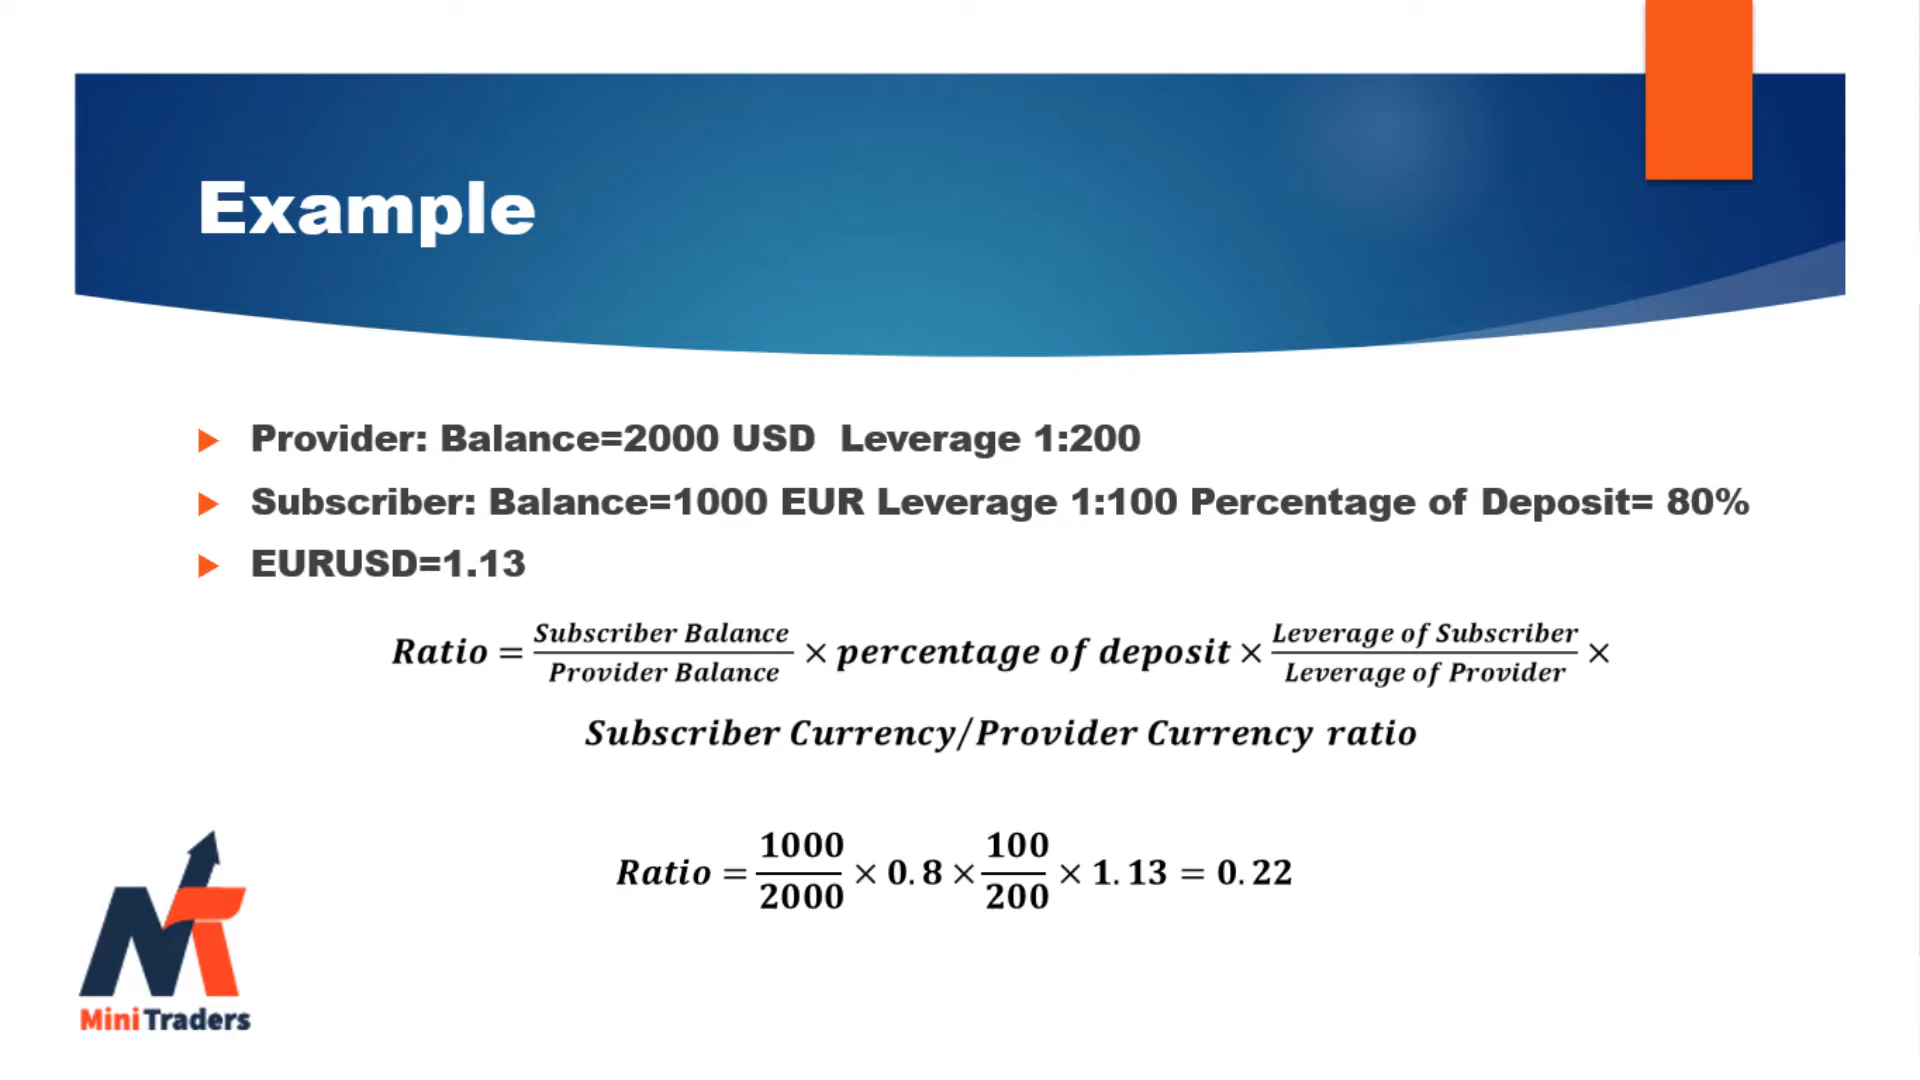 Example
Provider: Balance=2000 USD  Leverage 1:200
Subscriber: Balance=1000 EUR Leverage 1:100 Percentage of Deposit= 80%
EURUSD=1.13
Ratio = Subscriber Balance/Provider Balance × percentage of deposit × Leverage of Subscriber/Leverage of Provider ×
Subscriber Currency/Provider Currency ratio
Ratio = 1000/2000 × 0.8 × 100/200 × 1.13 = 0.22
MiniTraders